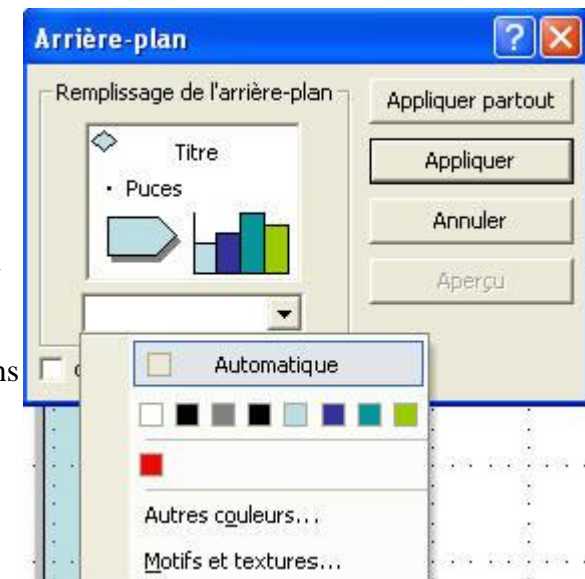 Arrière-plan
Remplissage de l'arrière-plan
Titre
• Puces
Appliquer partout
Appliquer
Annuler
Aperçu
Automatique
Autres couleurs...
Motifs et textures...